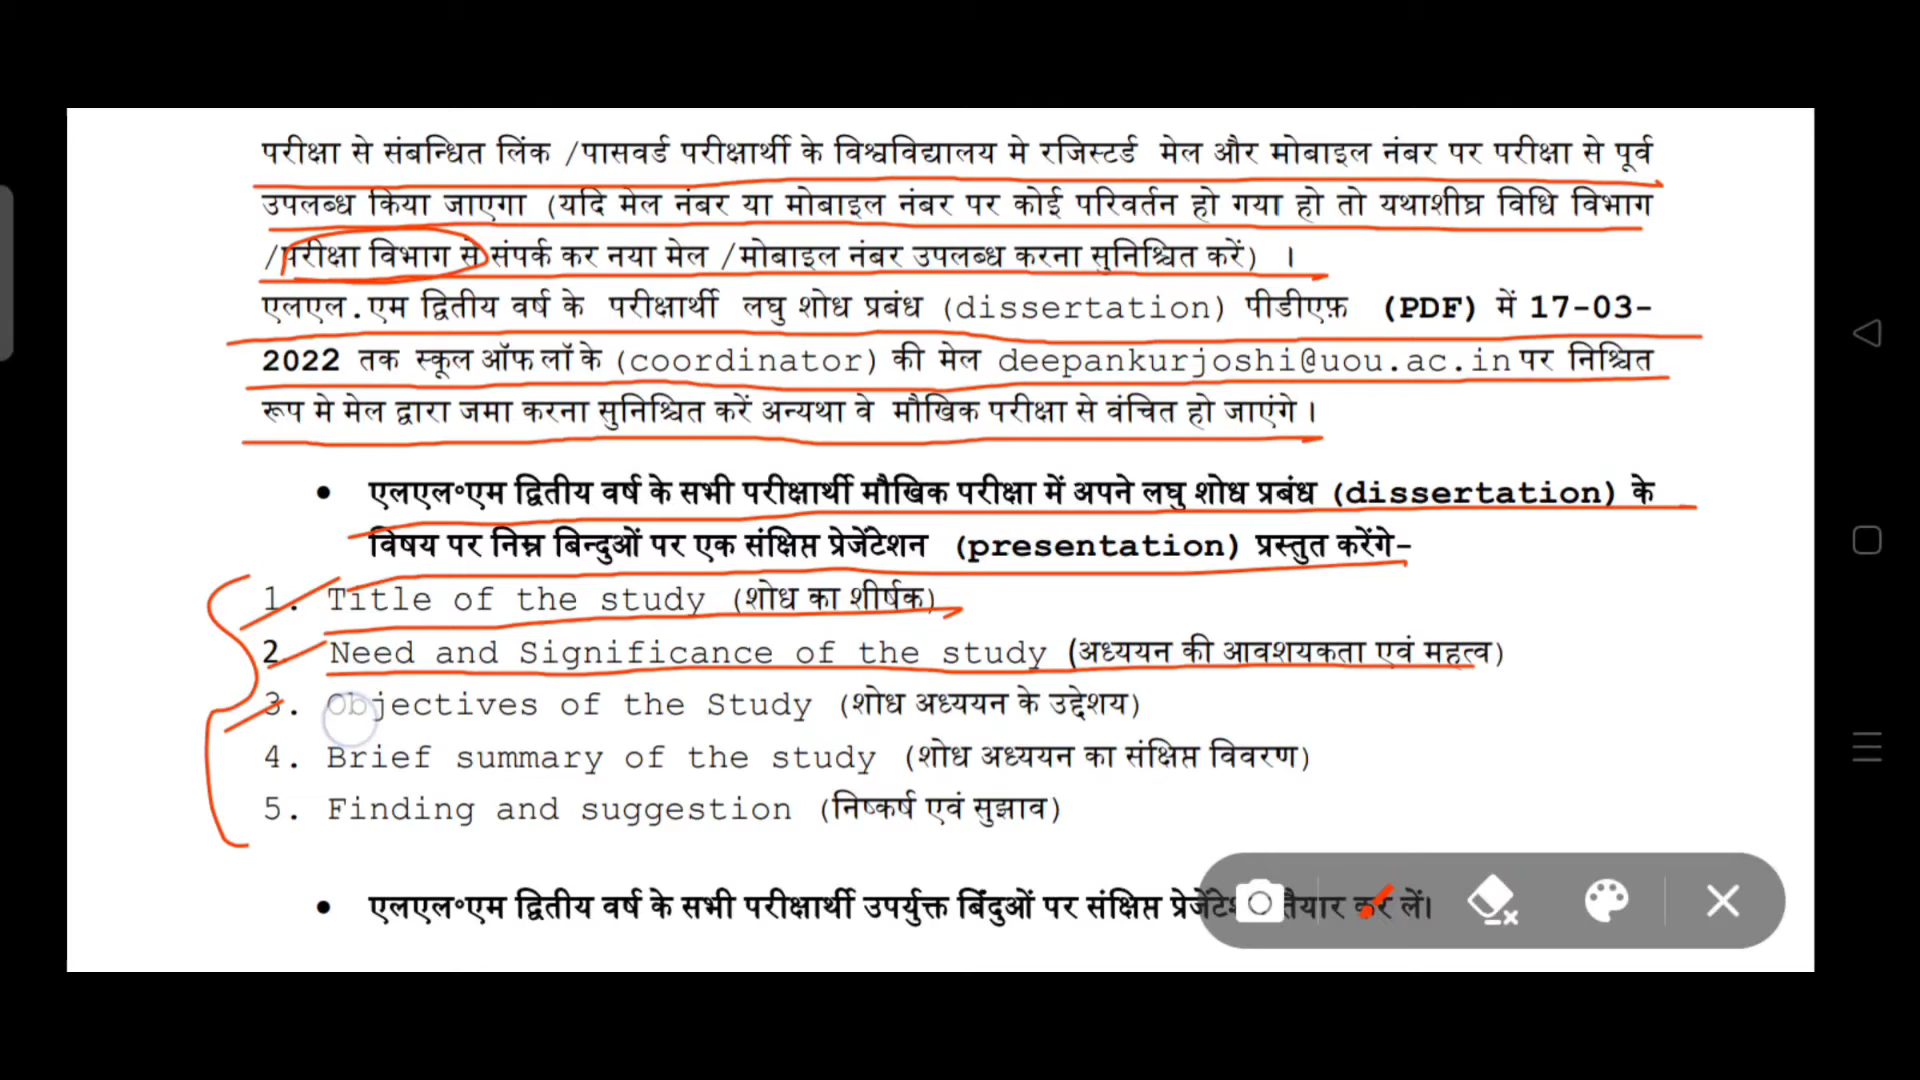 परीक्षा से संबन्धित लिंक /पासवर्ड परीक्षार्थी के विश्वविद्यालय मे रजिस्टर्ड मेल और मोबाइल नंबर पर परीक्षा से पूर्व
उपलब्ध किया जाएगा (यदि मेल नंबर या मोबाइल नंबर पर कोई परिवर्तन हो गया हो तो यथाशीघ्र विधि विभाग
/परीक्षा विभाग से संपर्क कर नया मेल /मोबाइल नंबर उपलब्ध करना सुनिश्चित करें) ।
एलएल.एम द्वितीय वर्ष के परीक्षार्थी लघु शोध प्रबंध (dissertation) पीडीएफ़ (PDF) में 17-03-
2022 तक स्कूल ऑफ लॉ के (coordinator) की मेल deepankurjoshi@uou.ac.in पर निश्चित
रूप मे मेल द्वारा जमा करना सुनिश्चित करें अन्यथा वे मौखिक परीक्षा से वंचित हो जाएंगे ।
• एलएल॰एम द्वितीय वर्ष के सभी परीक्षार्थी मौखिक परीक्षा में अपने लघु शोध प्रबंध (dissertation) के
विषय पर निम्न बिन्दुओं पर एक संक्षिप्त प्रेजेंटेशन (presentation) प्रस्तुत करेंगे-
1. Title of the study (शोध का शीर्षक)
2. Need and Significance of the study (अध्ययन की आवशयकता एवं महत्व)
3. Objectives of the Study (शोध अध्ययन के उद्देशय)
4. Brief summary of the study (शोध अध्ययन का संक्षिप्त विवरण)
5. Finding and suggestion (निष्कर्ष एवं सुझाव)
• एलएल॰एम द्वितीय वर्ष के सभी परीक्षार्थी उपर्युक्त बिंदुओं पर संक्षिप्त तैयार कर लें।